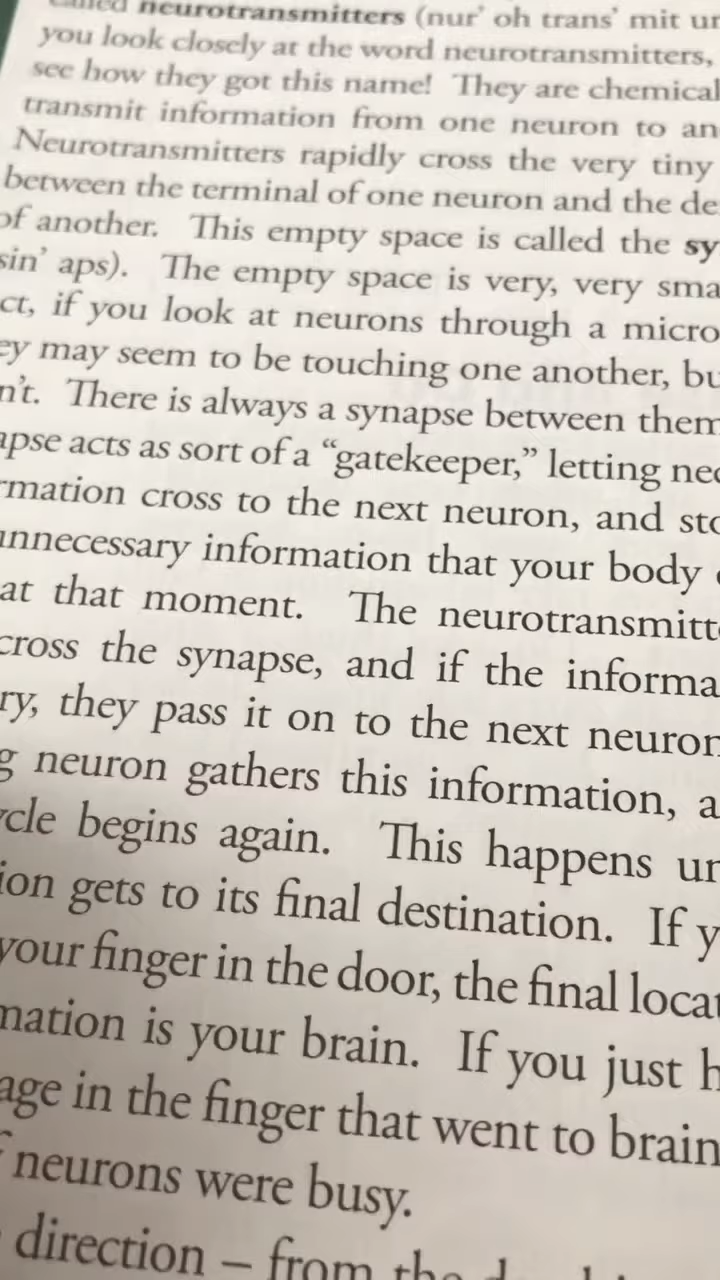 called neurotransmitters (nur' oh trans' mit ur
you look closely at the word neurotransmitters,
see how they got this name! They are chemical
transmit information from one neuron to an
Neurotransmitters rapidly cross the very tiny
between the terminal of one neuron and the de
of another. This empty space is called the sy
sin' aps). The empty space is very, very sma
ct, if you look at neurons through a micro
ey may seem to be touching one another, bu
n't. There is always a synapse between them
apse acts as sort of a “gatekeeper,” letting nec
rmation cross to the next neuron, and sto
unnecessary information that your body
at that moment. The neurotransmitt
cross the synapse, and if the informa
ry, they pass it on to the next neuron
g neuron gathers this information, a
ycle begins again. This happens un
ion gets to its final destination. If y
your finger in the door, the final locat
mation is your brain. If you just h
age in the finger that went to brain
f neurons were busy.
direction – from the